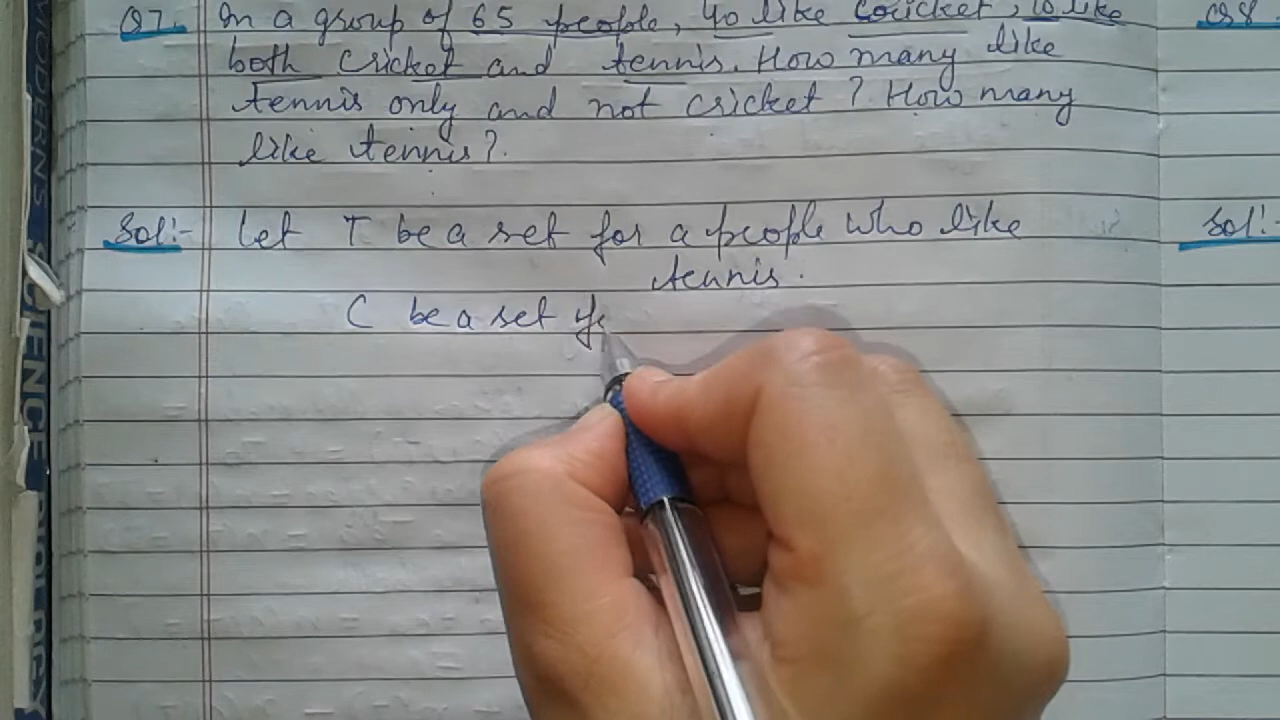 Q7. In a group of 65 people, 40 like cricket, 10 like
both cricket and tennis. How many like
tennis only and not cricket? How many
like tennis?
Sol:- Let T be a set for a people who like
tennis.
C be a set
Q8.
Sol:-
MODERN'S SCIENCE